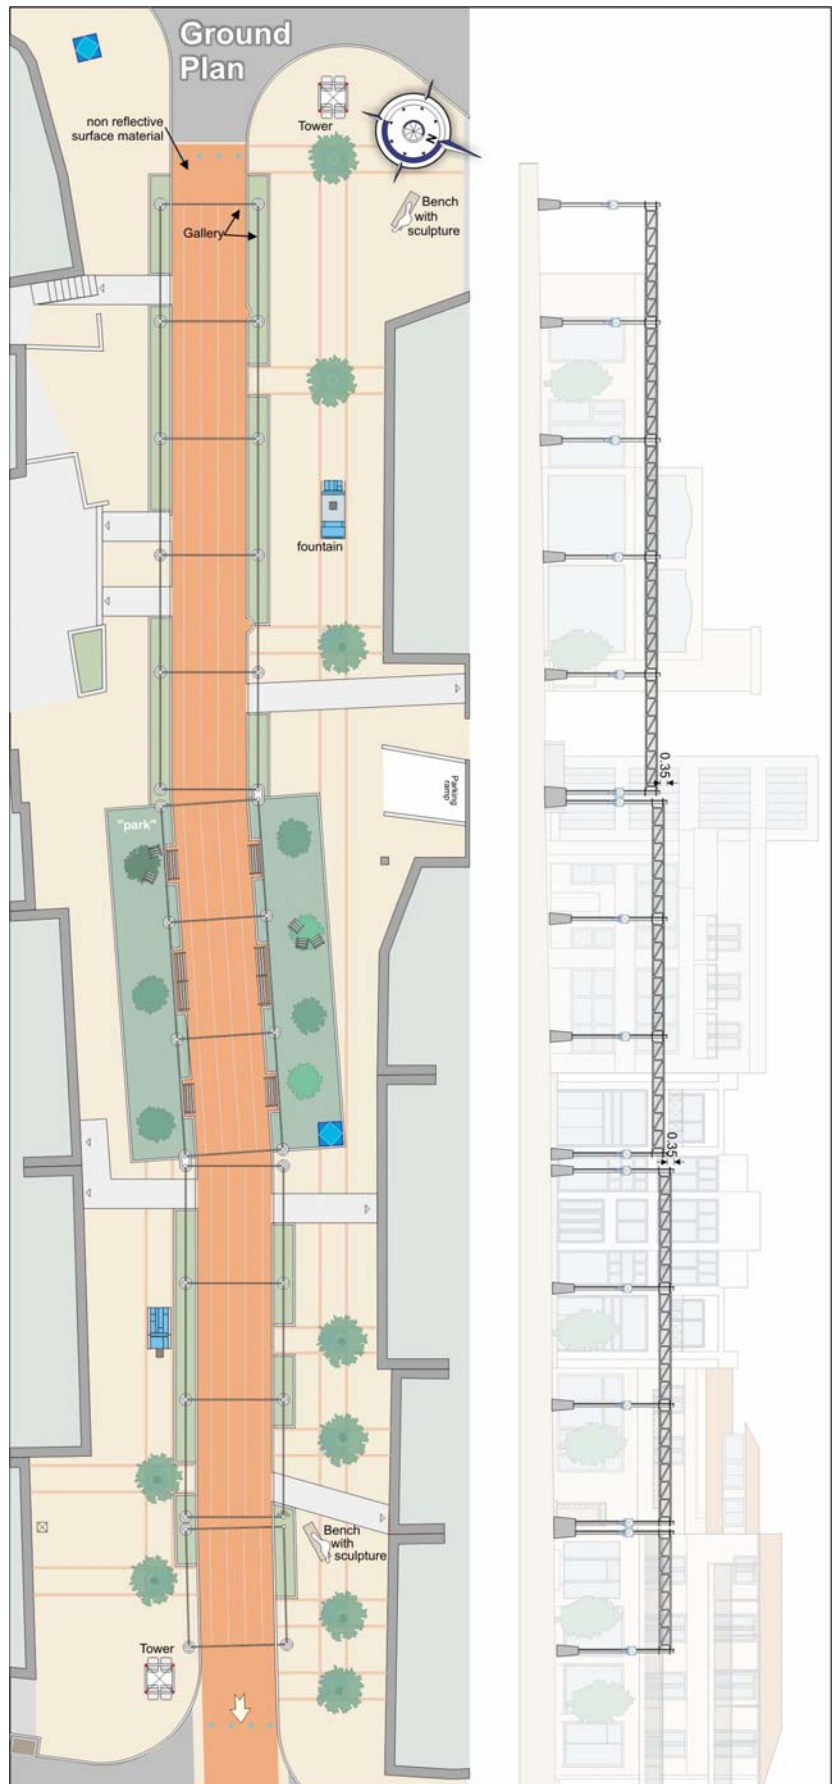 Ground
Plan
non reflective
surface material
Tower
N
Bench
with
sculpture
Gallery
fountain
0.35
Parking
ramp
"park"
0.35
Bench
with
sculpture
Tower